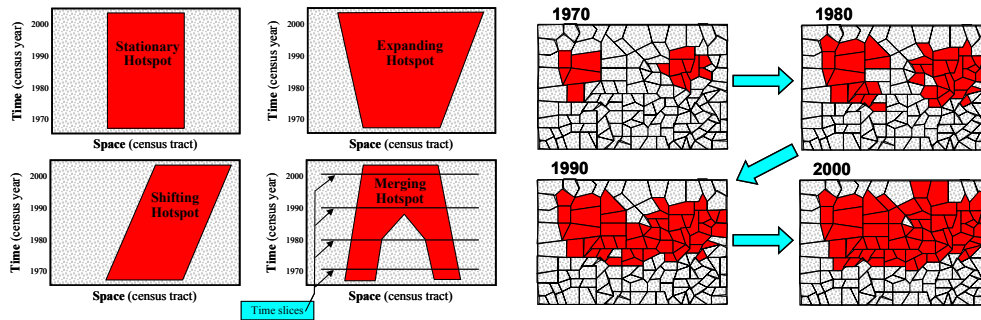 Time (census year)
2000
1990
1980
1970
Stationary
Hotspot
Space (census tract)
Time (census year)
2000
1990
1980
1970
Expanding
Hotspot
Space (census tract)
Time (census year)
2000
1990
1980
1970
Shifting
Hotspot
Space (census tract)
Time (census year)
2000
1990
1980
1970
Merging
Hotspot
Space (census tract)
Time slices
1970
1980
1990
2000